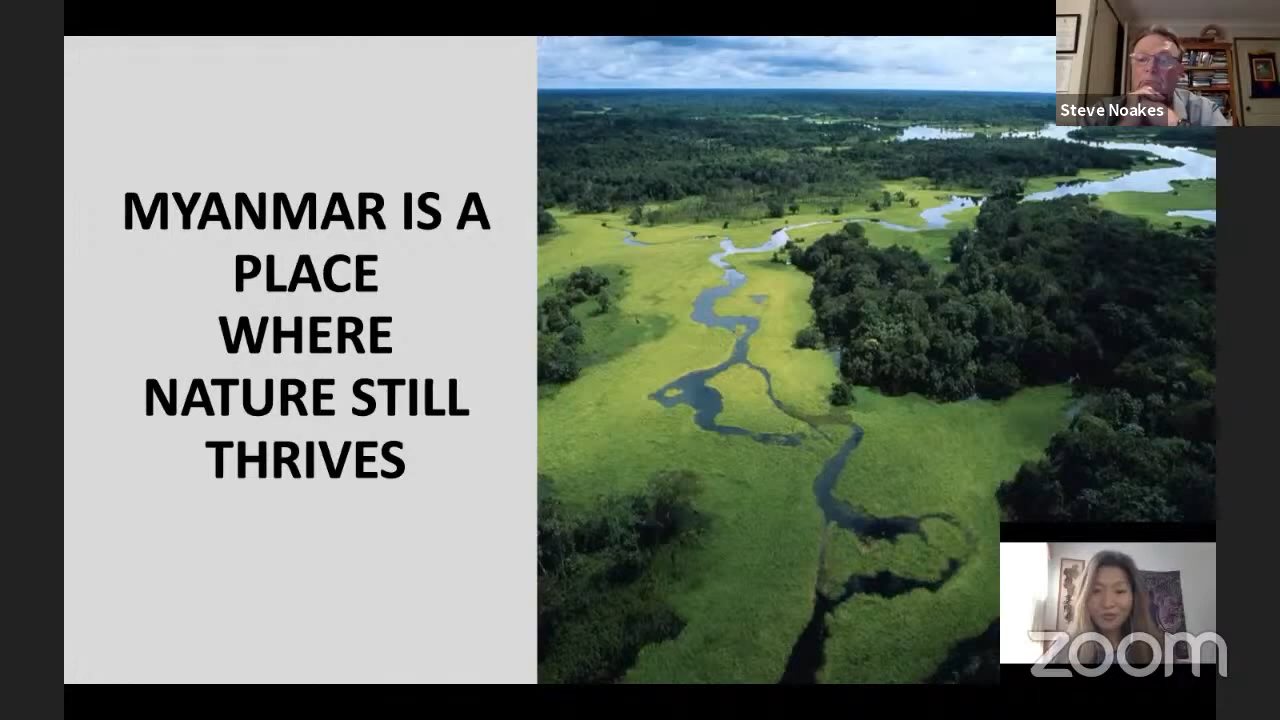 MYANMAR IS A
PLACE
WHERE
NATURE STILL
THRIVES
Steve Noakes
zoom